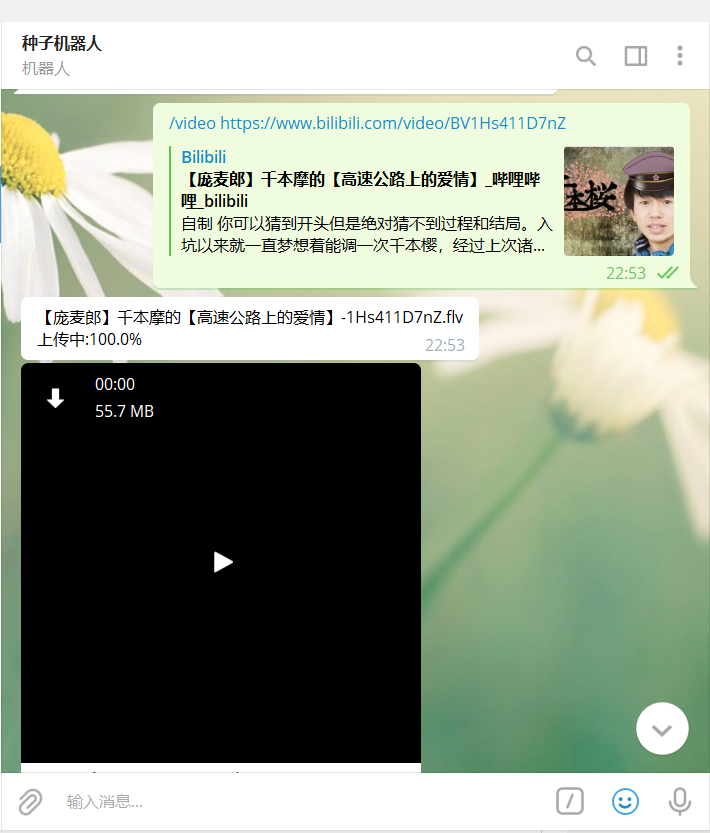 种子机器人
机器人
/video https://www.bilibili.com/video/BV1Hs411D7nZ
Bilibili
【庞麦郎】千本摩的【高速公路上的爱情】_哔哩哔
哩_bilibili
自制 你可以猜到开头但是绝对猜不到过程和结局。入
坑以来就一直梦想着能调一次千本樱，经过上次诸...
22:53
【庞麦郎】千本摩的【高速公路上的爱情】-1Hs411D7nZ.flv
上传中:100.0%
22:53
00:00
55.7 MB
输入消息...